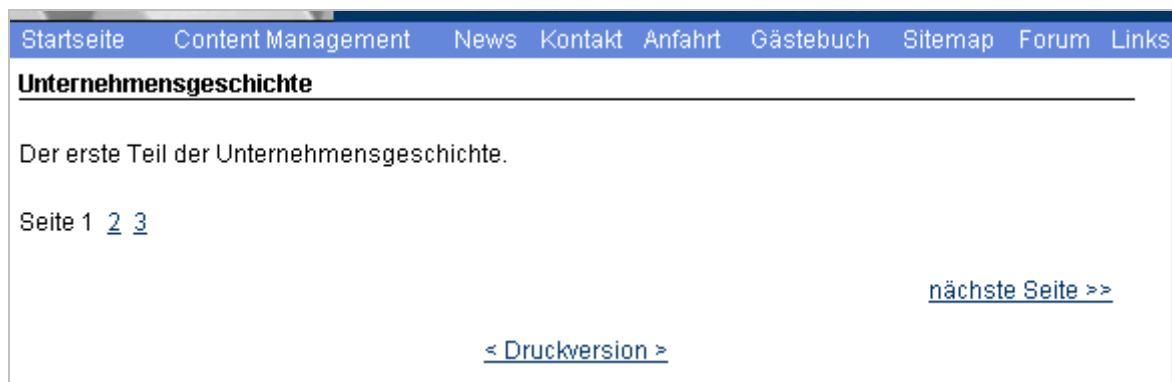 Startseite Content Management News Kontakt Anfahrt Gästebuch Sitemap Forum Links
Unternehmensgeschichte
Der erste Teil der Unternehmensgeschichte.
Seite 1 2 3
nächste Seite >>
< Druckversion >